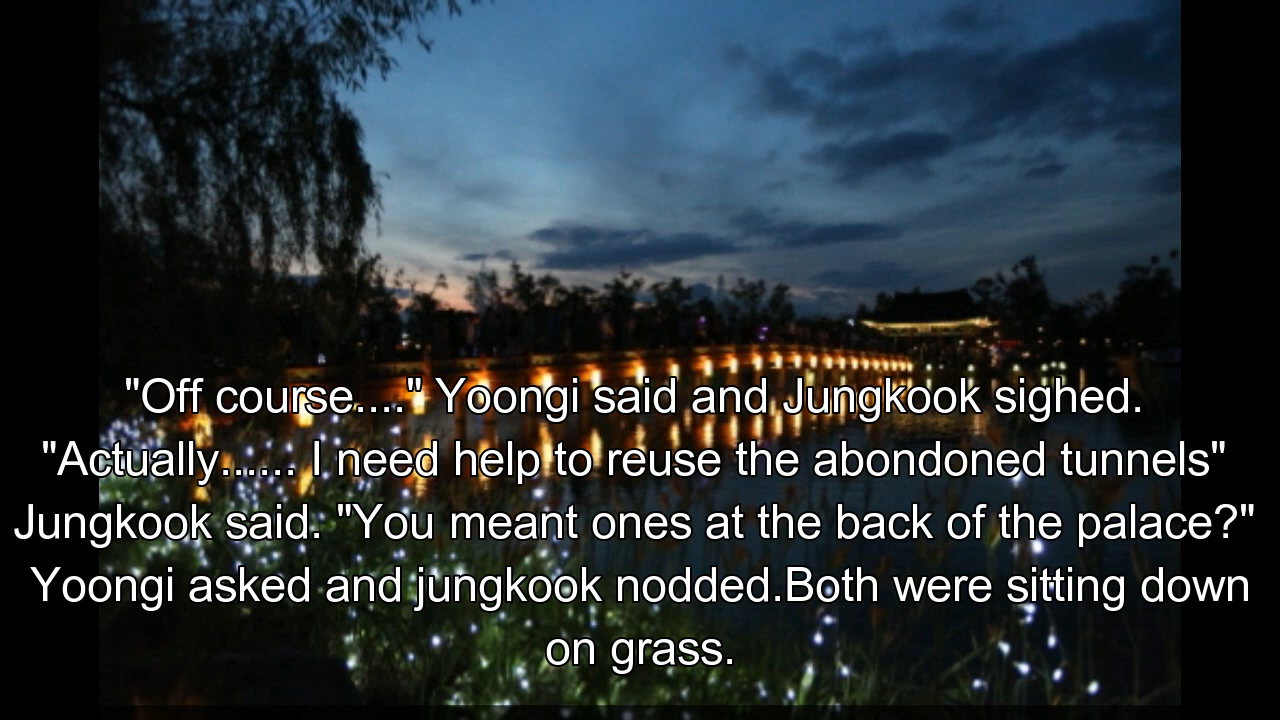 "Off course...." Yoongi said and Jungkook sighed.
"Actually...... I need help to reuse the abondoned tunnels"
Jungkook said. "You meant ones at the back of the palace?"
Yoongi asked and jungkook nodded.Both were sitting down
on grass.